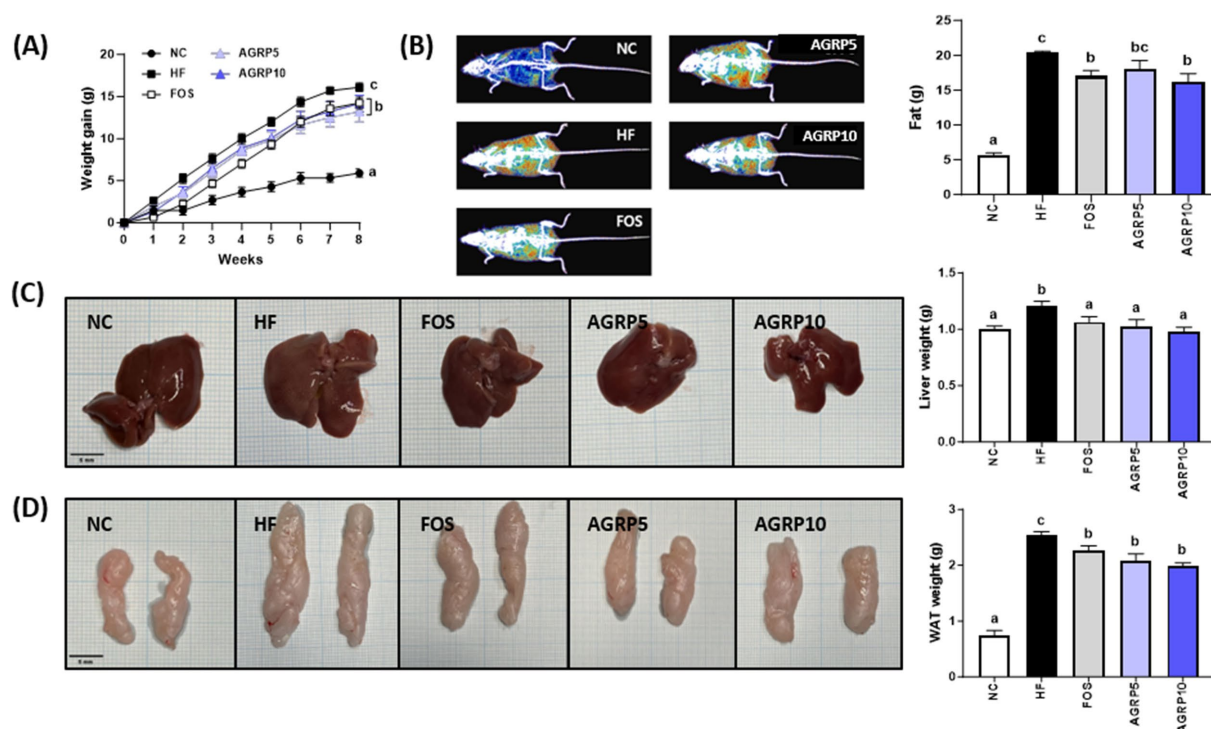 (A)
NC
HF
FOS
AGRP5
AGRP10
Weight gain (g)
20
15
10
5
0
c
b
a
0 1 2 3 4 5 6 7 8
Weeks
(B)
NC
AGRP5
HF
AGRP10
FOS
Fat (g)
25
20
15
10
5
0
a
c
b
bc
b
NC
HF
FOS
AGRP5
AGRP10
(C)
NC
HF
FOS
AGRP5
AGRP10
Liver weight (g)
1.5
1.0
0.5
0.0
a
b
a
a
a
NC
HF
FOS
AGRP5
AGRP10
(D)
NC
HF
FOS
AGRP5
AGRP10
WAT weight (g)
3
2
1
0
a
c
b
b
b
NC
HF
FOS
AGRP5
AGRP10